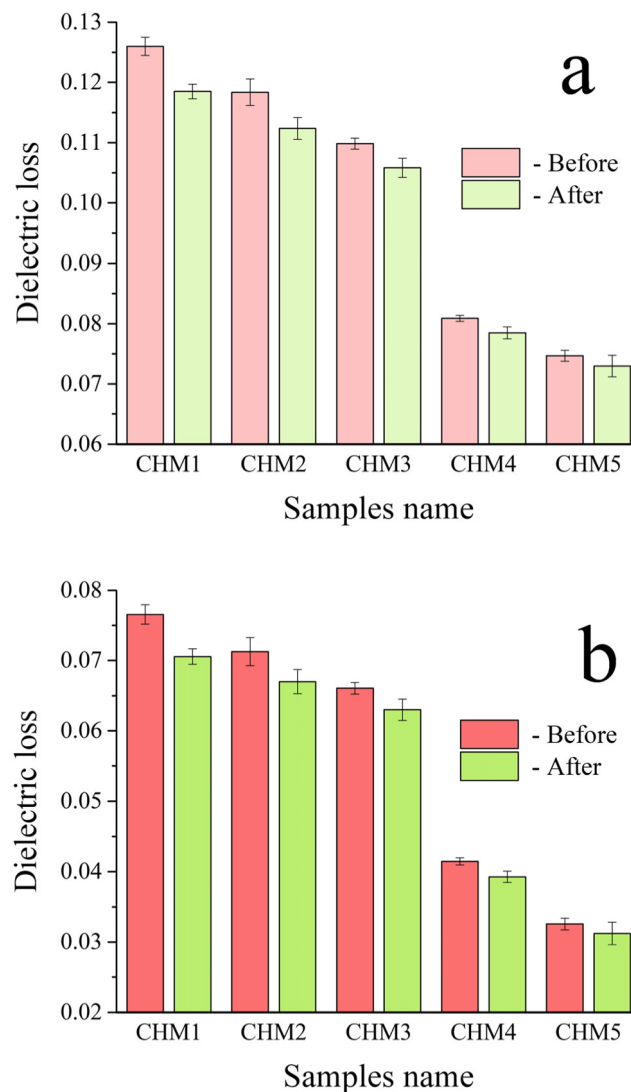 a
0.13
0.12
0.11
0.10
0.09
0.08
0.07
0.06
Dielectric loss
- Before
- After
CHM1 CHM2 CHM3 CHM4 CHM5
Samples name
b
0.08
0.07
0.06
0.05
0.04
0.03
0.02
Dielectric loss
- Before
- After
CHM1 CHM2 CHM3 CHM4 CHM5
Samples name